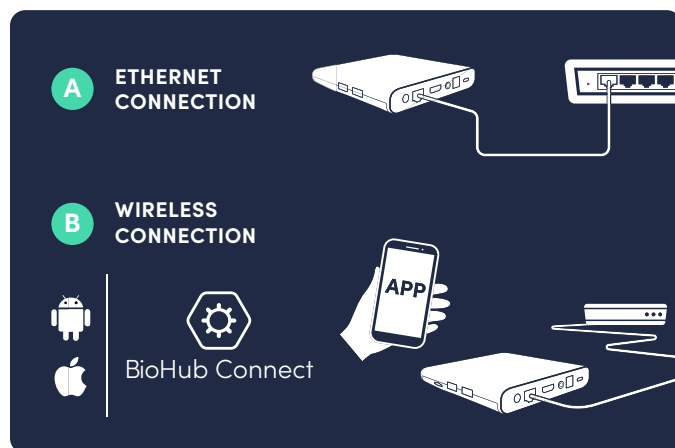 A
ETHERNET
CONNECTION
B
WIRELESS
CONNECTION
APP
BioHub Connect